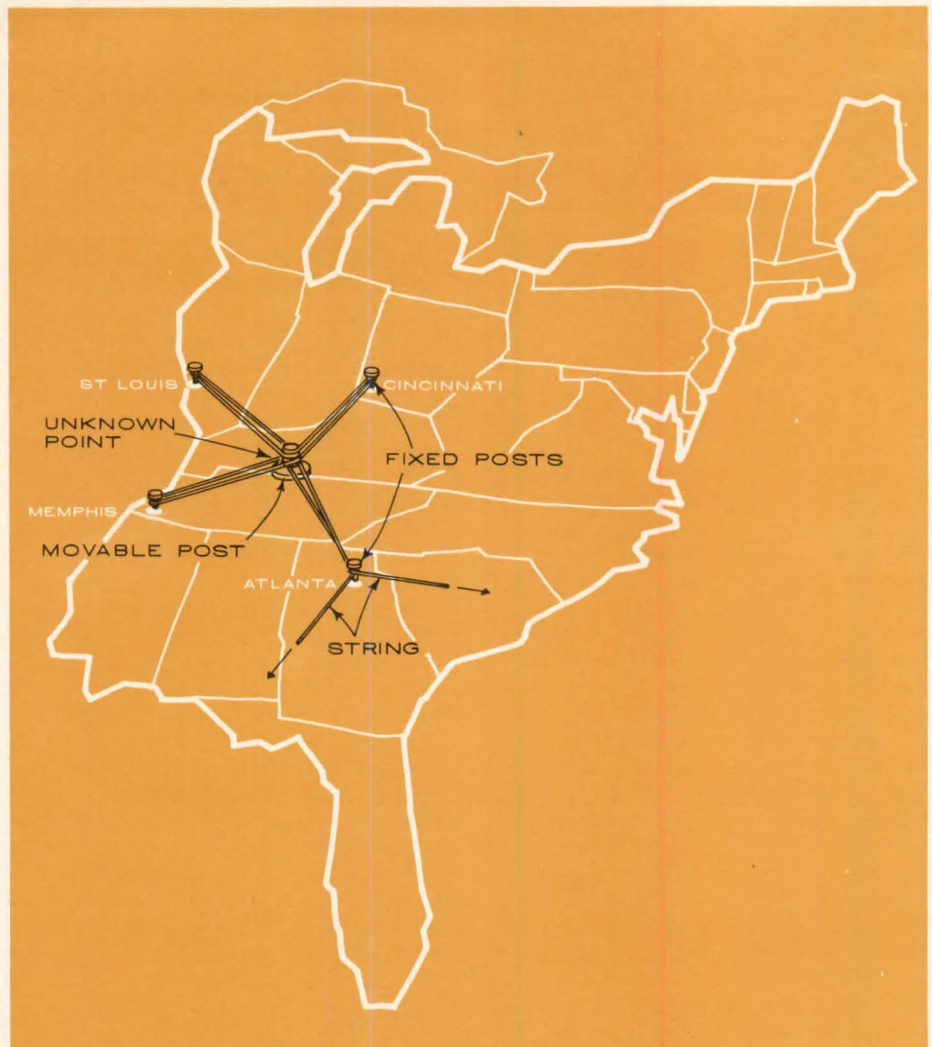 ST LOUIS
CINCINNATI
UNKNOWN
POINT
FIXED POSTS
MEMPHIS
MOVABLE POST
ATLANTA
STRING